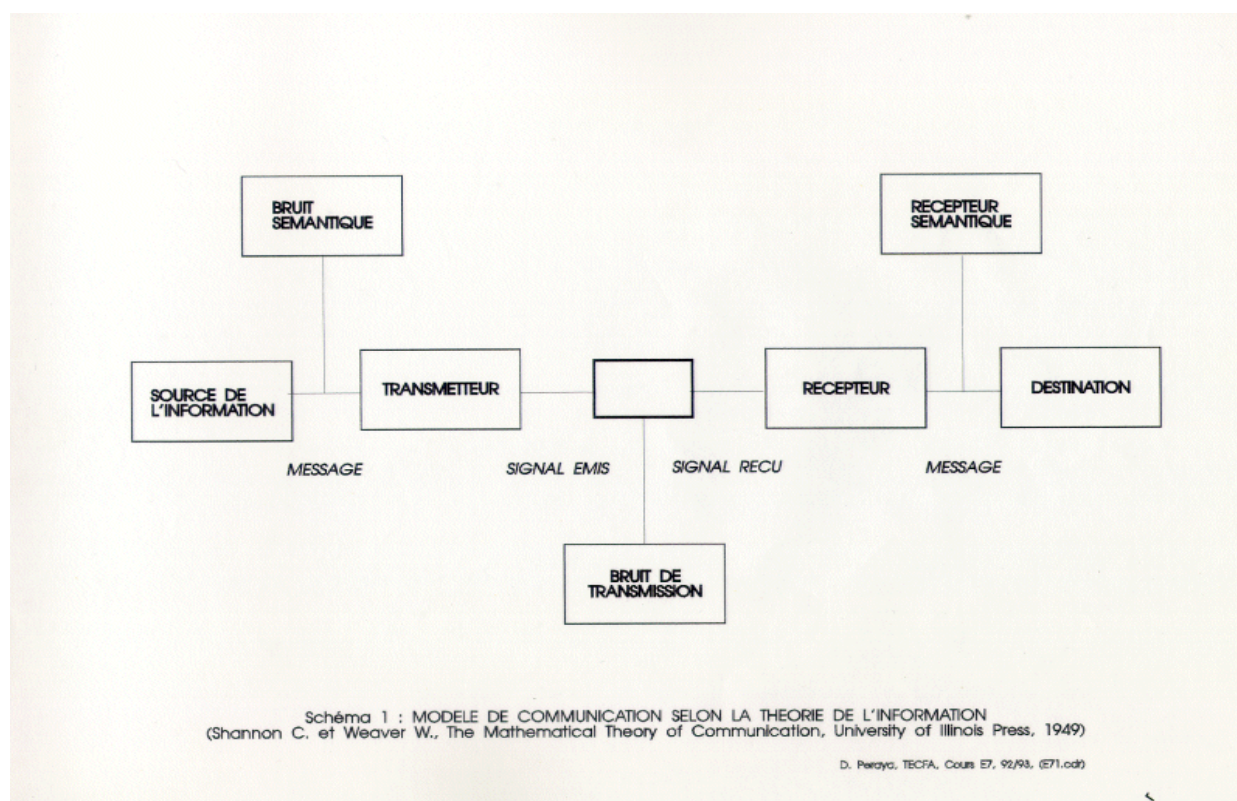 BRUIT
SEMANTIQUE
RECEPTEUR
SEMANTIQUE
SOURCE DE
L'INFORMATION
TRANSMETTEUR
RECEPTEUR
DESTINATION
MESSAGE
SIGNAL EMIS
SIGNAL RECU
MESSAGE
BRUIT DE
TRANSMISSION
Schéma 1 : MODELE DE COMMUNICATION SELON LA THEORIE DE L'INFORMATION
(Shannon C. et Weaver W., The Mathematical Theory of Communication, University of Illinois Press, 1949)
D. Peraya, TECFA, Cours E7, 92/93, (E71.cdr)